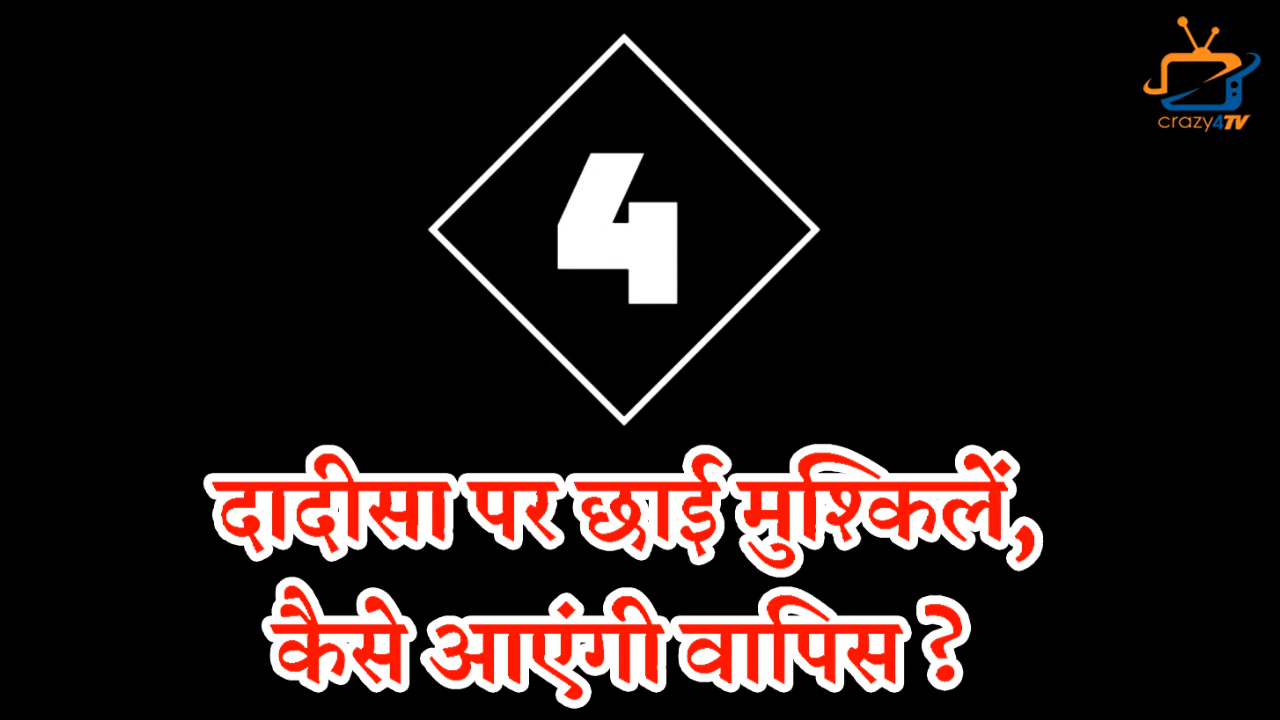 crazy4TV
4
दादीसा पर छाई मुश्किलें,
कैसे आएंगी वापिस ?